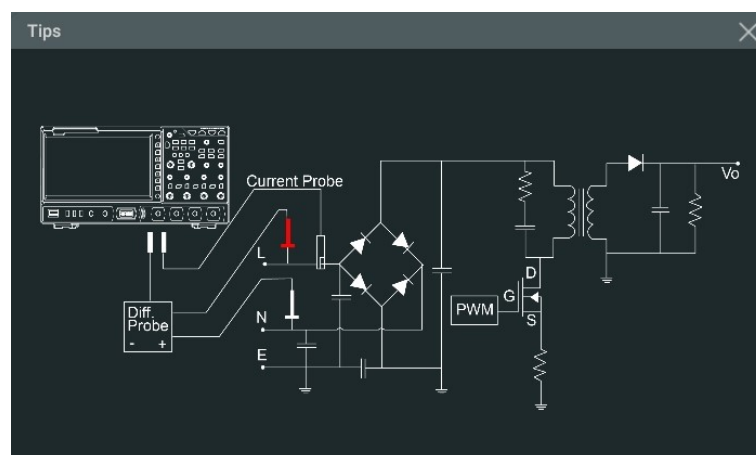 Tips
Current Probe
Vo
L
D
G
PWM
S
N
Diff.
Probe
- +
E